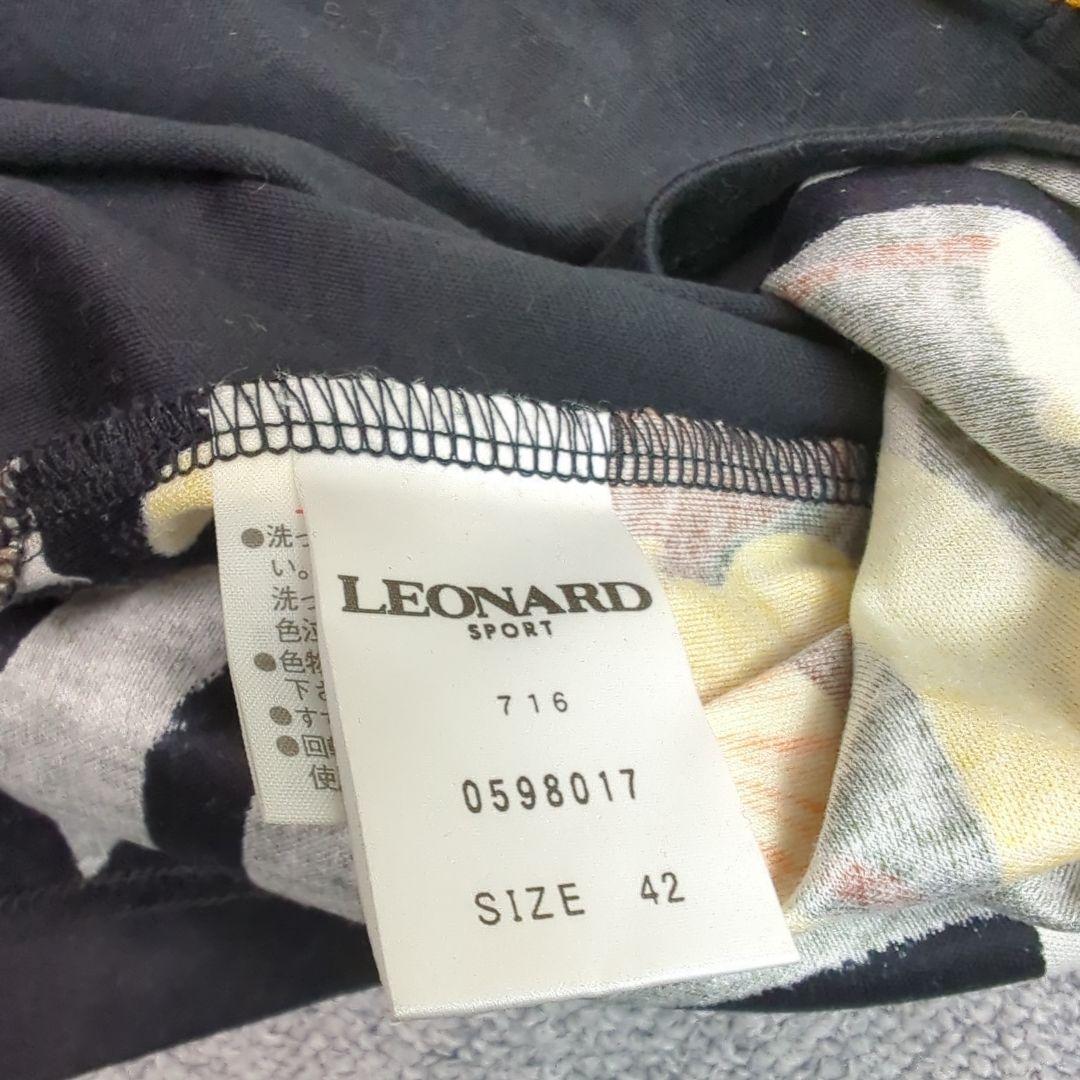 LEONARD
SPORT
716
0598017
SIZE 42
●洗っ
い。
洗っ
色泣
●色物
下さ
●すす
●回転
使